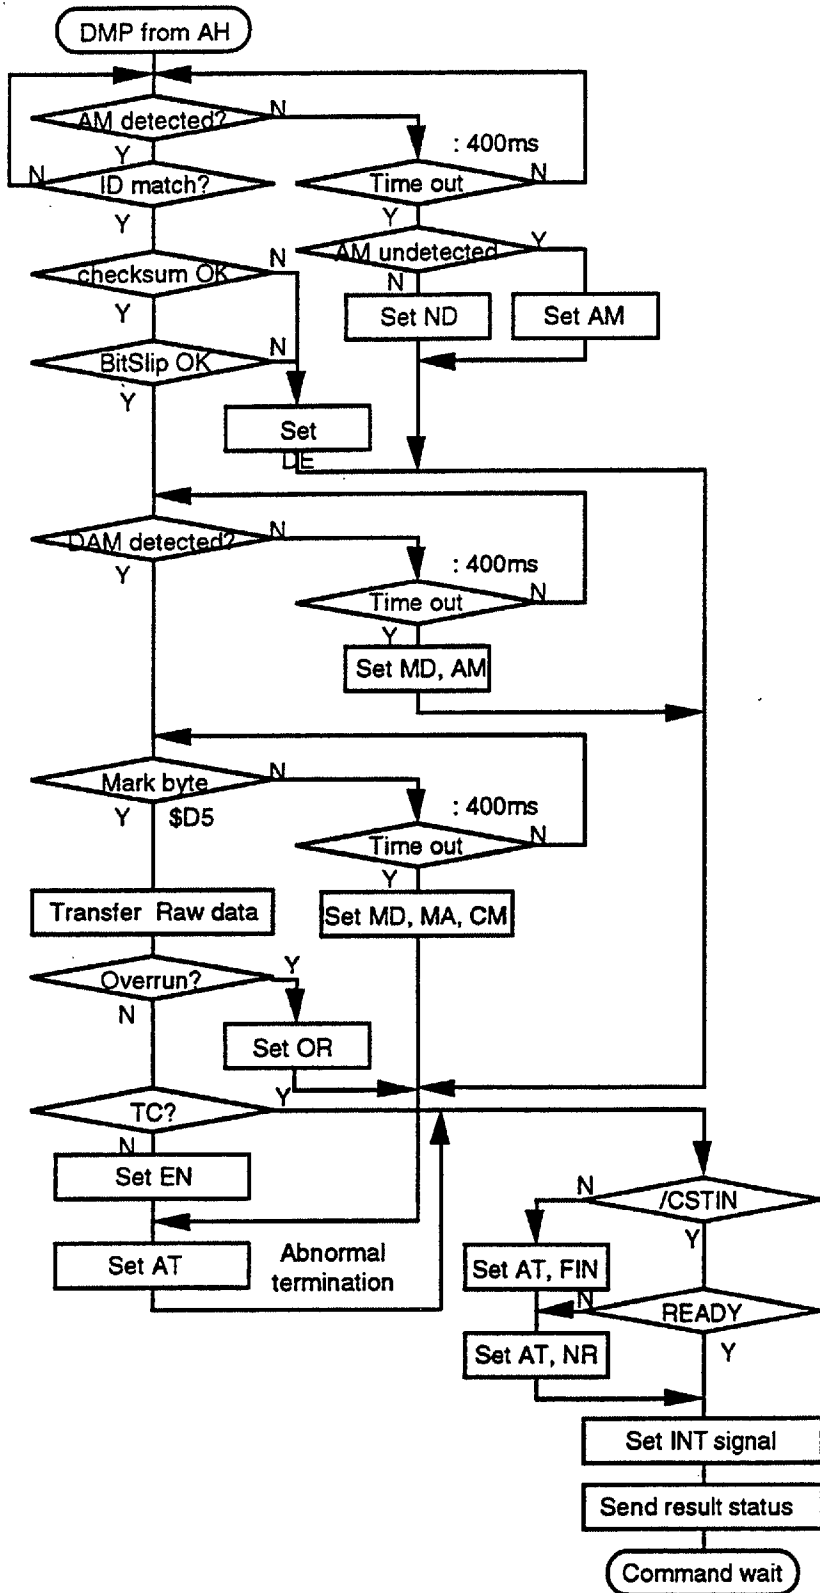 DMP from AH
AM detected?
N
: 400ms
Y
N
ID match?
Time out
N
Y
Y
AM undetected
Y
checksum OK
N
N
Set ND
Set AM
Y
BitSlip OK
N
Y
Set
DE
DAM detected?
N
: 400ms
Y
Time out
N
Y
Set MD, AM
Mark byte
N
: 400ms
Y
$D5
Time out
N
Y
Transfer Raw data
Set MD, MA, CM
Overrun?
Y
N
Set OR
TC?
Y
N
Set EN
/CSTIN
N
Y
Set AT
Abnormal
termination
Set AT, FIN
READY
N
Set AT, NR
Y
Set INT signal
Send result status
Command wait